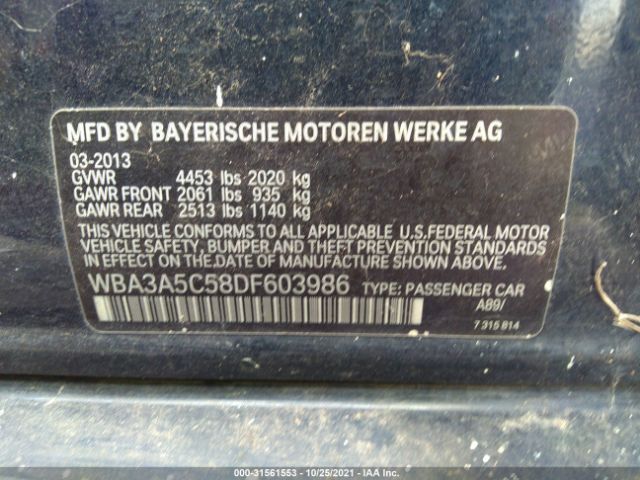 MFD BY BAYERISCHE MOTOREN WERKE AG
03-2013
GVWR 4453 lbs 2020 kg
GAWR FRONT 2061 lbs 935 kg
GAWR REAR 2513 lbs 1140 kg
THIS VEHICLE CONFORMS TO ALL APPLICABLE U.S.FEDERAL MOTOR
VEHICLE SAFETY, BUMPER AND THEFT PREVENTION STANDARDS
IN EFFECT ON THE DATE OF MANUFACTURE SHOWN ABOVE.
WBA3A5C58DF603986 TYPE: PASSENGER CAR
A89/
7 315 814
000-31561553 - 10/25/2021 - IAA Inc.